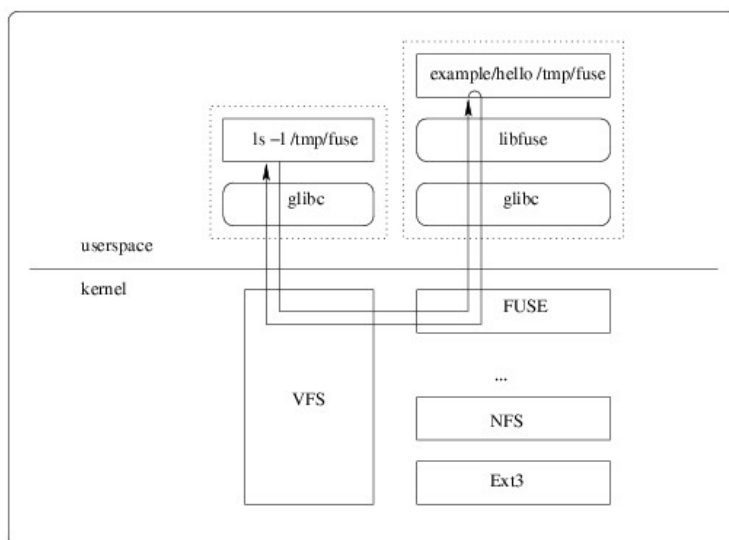 example/hello /tmp/fuse
ls –l /tmp/fuse
libfuse
glibc
glibc
userspace
kernel
FUSE
VFS
...
NFS
Ext3